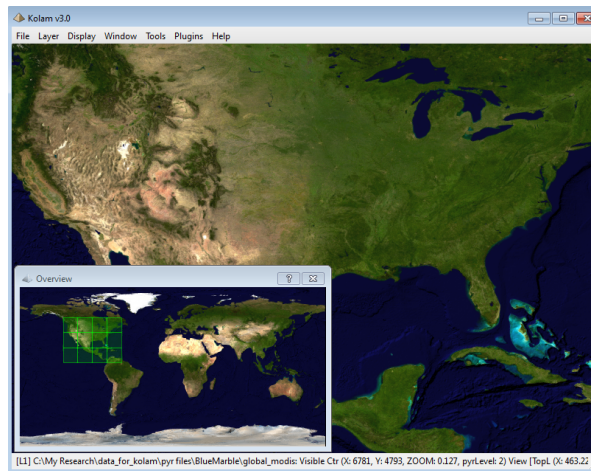 Kolam v3.0
File Layer Display Window Tools Plugins Help
Overview
[L1] C:\My Research\data_for_kolam\pyr files\BlueMarble\global_modis: Visible Ctr (X: 6781, Y: 4793, ZOOM: 0.127, pyrLevel: 2) View [TopL (X: 463.22